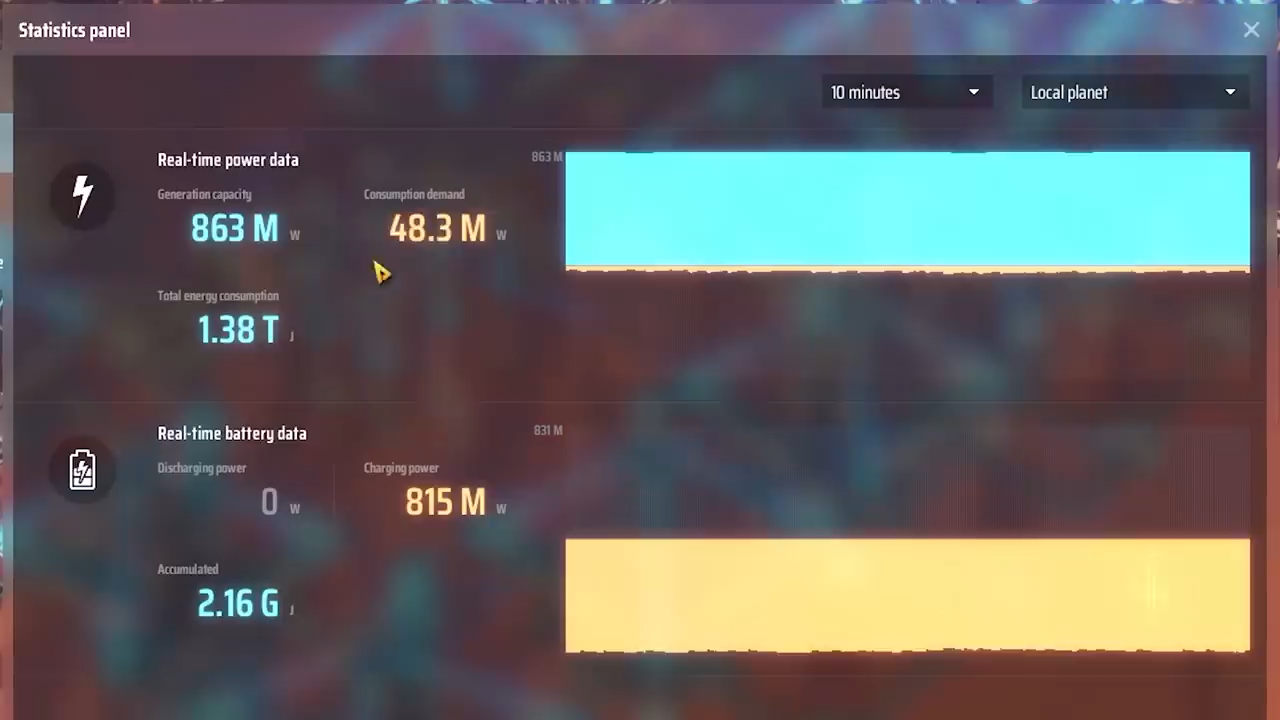 Statistics panel
10 minutes
Local planet
Real-time power data
Generation capacity
Consumption demand
863 M W
48.3 M W
863 M
Total energy consumption
1.38 T J
Real-time battery data
831 M
Discharging power
Charging power
0 W
815 M W
Accumulated
2.16 G J